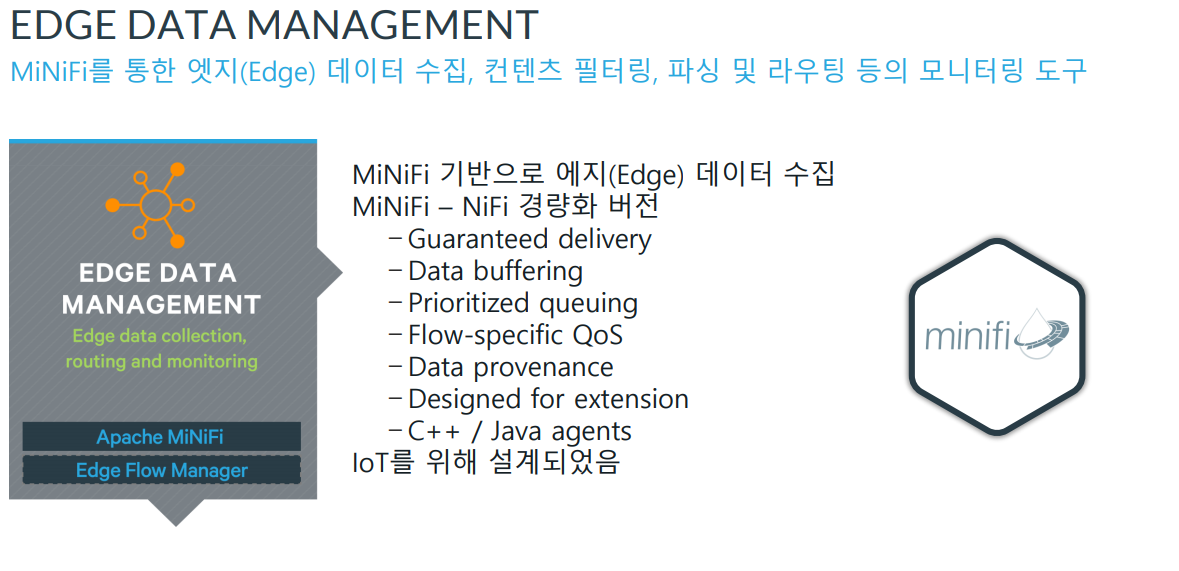 EDGE DATA MANAGEMENT
MiNiFi를 통한 엣지(Edge) 데이터 수집, 컨텐츠 필터링, 파싱 및 라우팅 등의 모니터링 도구
EDGE DATA
MANAGEMENT
Edge data collection,
routing and monitoring
Apache MiNiFi
Edge Flow Manager
MiNiFi 기반으로 에지(Edge) 데이터 수집
MiNiFi – NiFi 경량화 버전
– Guaranteed delivery
– Data buffering
– Prioritized queuing
– Flow-specific QoS
– Data provenance
– Designed for extension
– C++ / Java agents
IoT를 위해 설계되었음
minifi